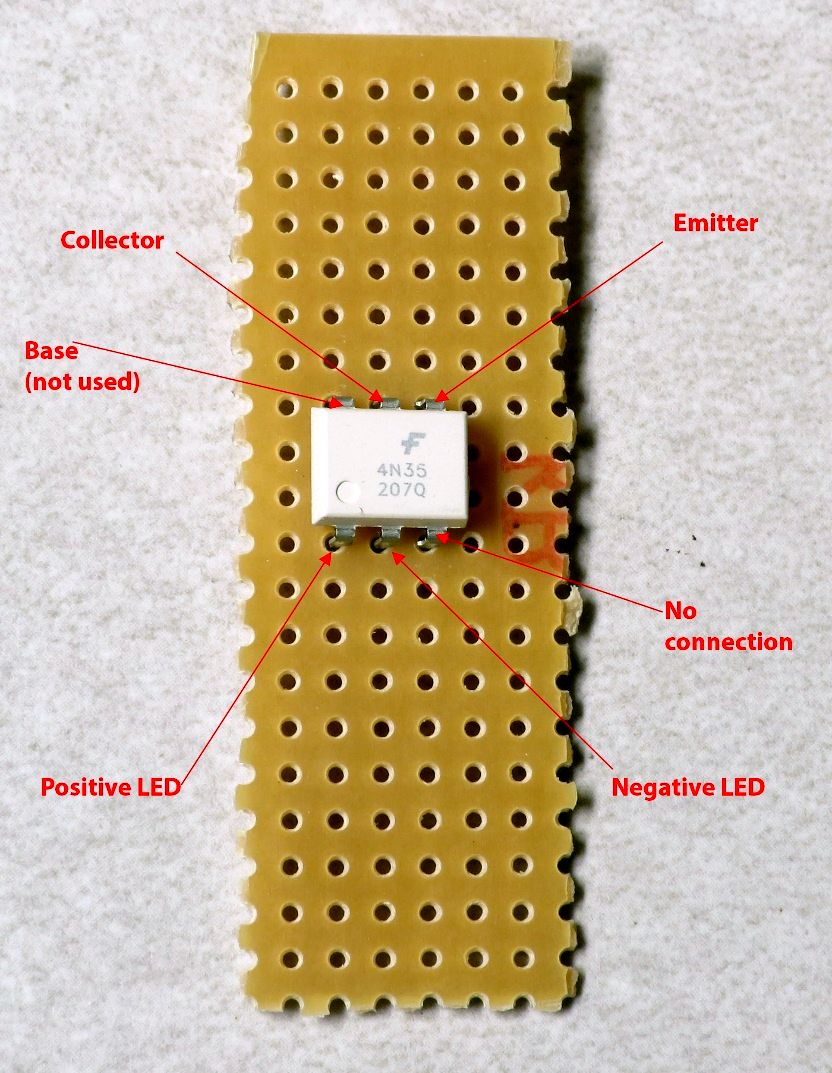 Emitter
Collector
Base
(not used)
4N35
207Q
No
connection
Positive LED
Negative LED